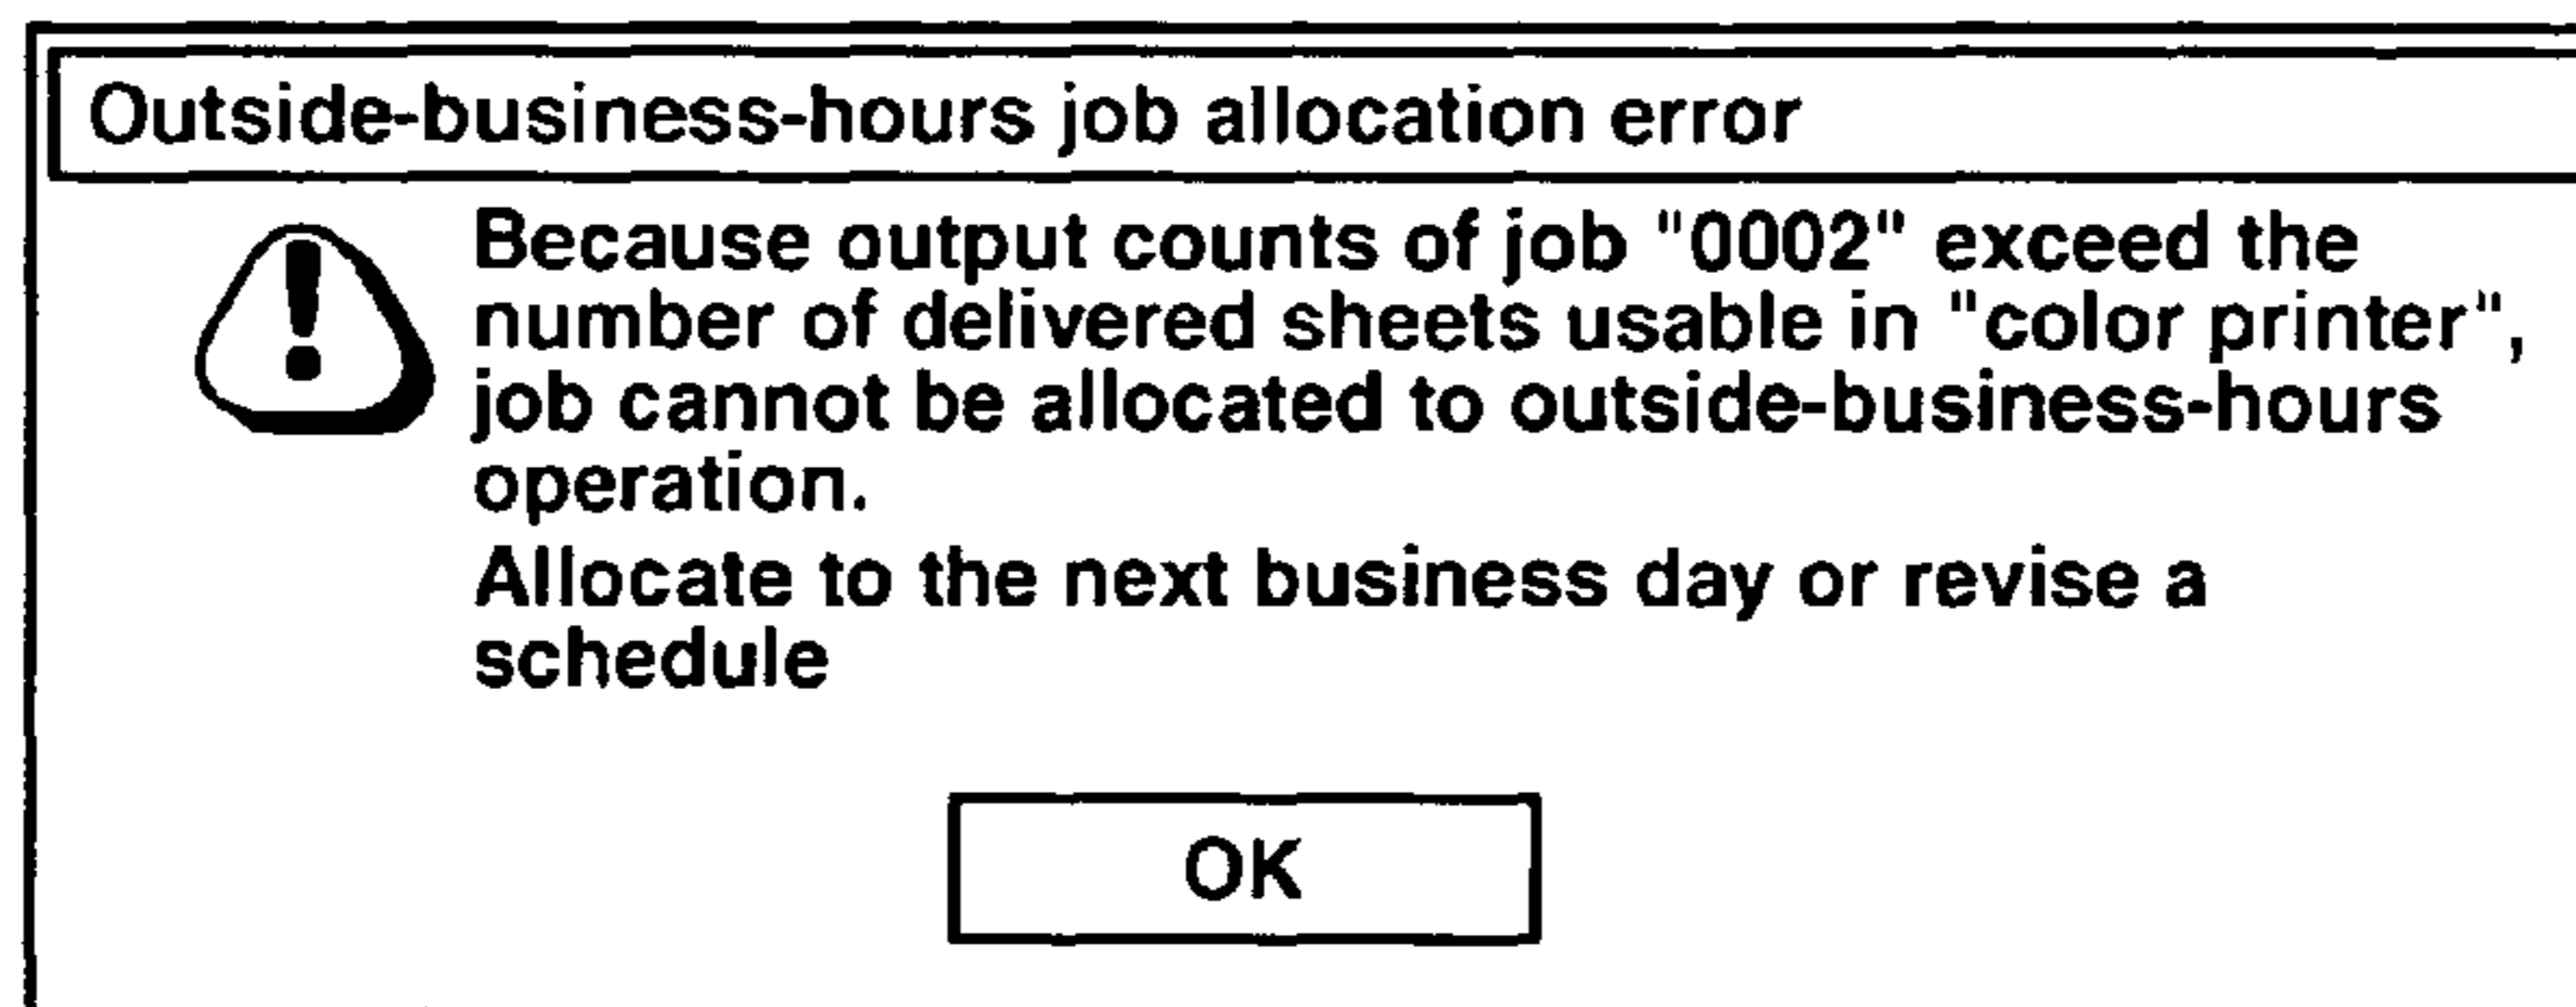 Outside-business-hours job allocation error
Because output counts of job "0002" exceed the
number of delivered sheets usable in "color printer",
job cannot be allocated to outside-business-hours
operation.
Allocate to the next business day or revise a
schedule
OK